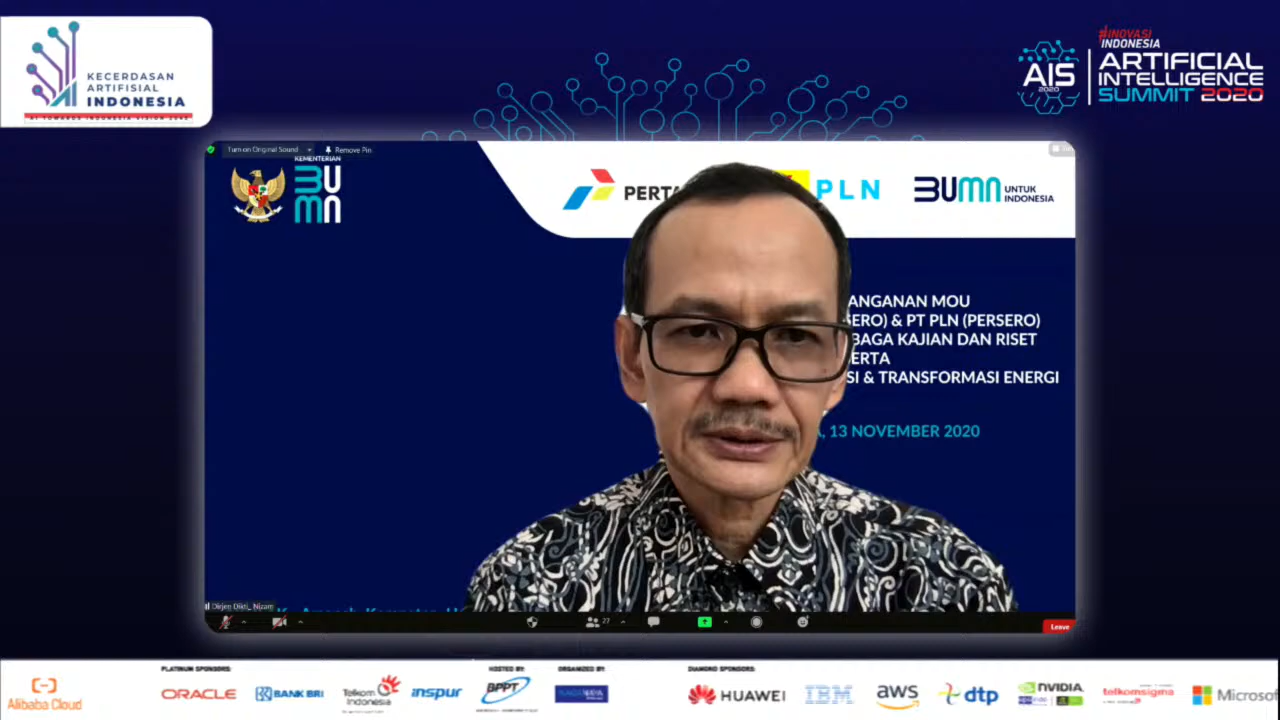 KECERDASAN
ARTIFISIAL
INDONESIA
#INOVASI
INDONESIA
AIS
2020
ARTIFICIAL
INTELLIGENCE
SUMMIT 2020
Turn on Original Sound
Remove Pin
KEMENTERIAN
BUMN
PERTA
PLN
BUMN
UNTUK
INDONESIA
ANGANAN MOU
SERO) & PT PLN (PERSERO)
BAGA KAJIAN DAN RISET
ERTA
SI & TRANSFORMASI ENERGI
, 13 NOVEMBER 2020
Dirjen Dikti_ Nizam
27
Leave
PLATINUM SPONSORS:
HOSTED BY:
ORGANIZED BY:
DIAMOND SPONSORS:
Alibaba Cloud
ORACLE
BANK BRI
Telkom
Indonesia
inspur
BPPT
HUAWEI
IBM
aws
dtp
NVIDIA
telkomsigma
Microsoft